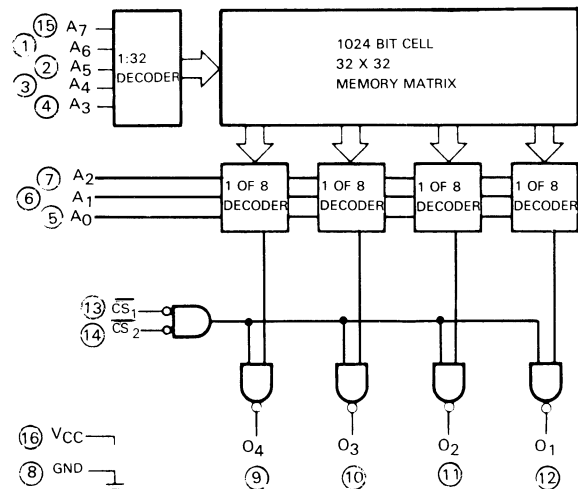 15 A7
1 A6
2 A5
3 A4
4 A3
1:32
DECODER
1024 BIT CELL
32 X 32
MEMORY MATRIX
7 A2
6 A1
5 A0
1 OF 8
DECODER
1 OF 8
DECODER
1 OF 8
DECODER
1 OF 8
DECODER
13 C̅S̅1
14 C̅S̅2
16 VCC
8 GND
O4
O3
O2
O1
9
10
11
12